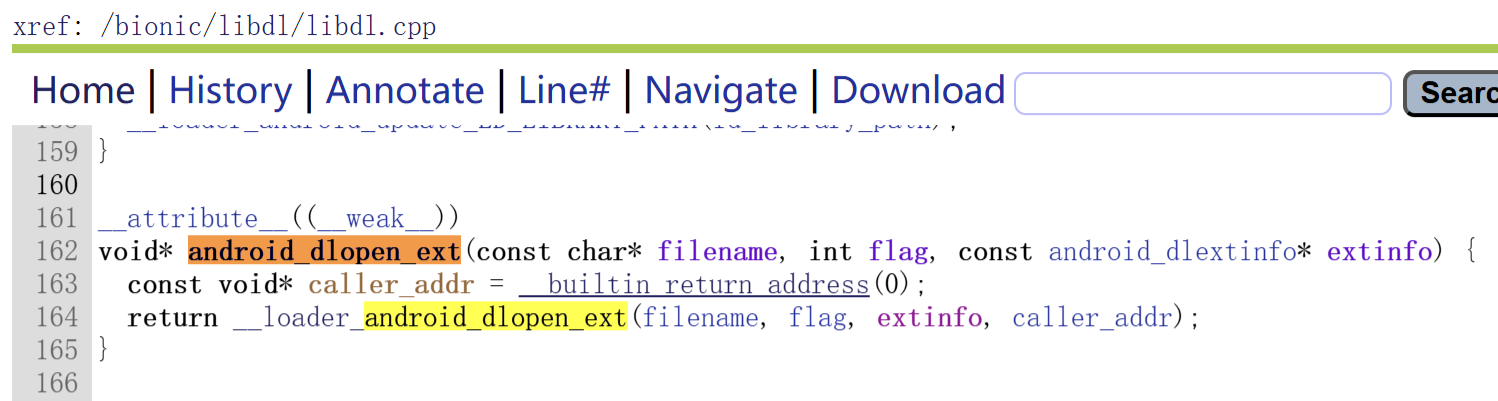 xref: /bionic/libdl/libdl.cpp
Home | History | Annotate | Line# | Navigate | Download
Searc
159 }
160
161 __attribute__((__weak__))
162 void* android_dlopen_ext(const char* filename, int flag, const android_dlextinfo* extinfo) {
163   const void* caller_addr = __builtin_return_address(0);
164   return __loader_android_dlopen_ext(filename, flag, extinfo, caller_addr);
165 }
166